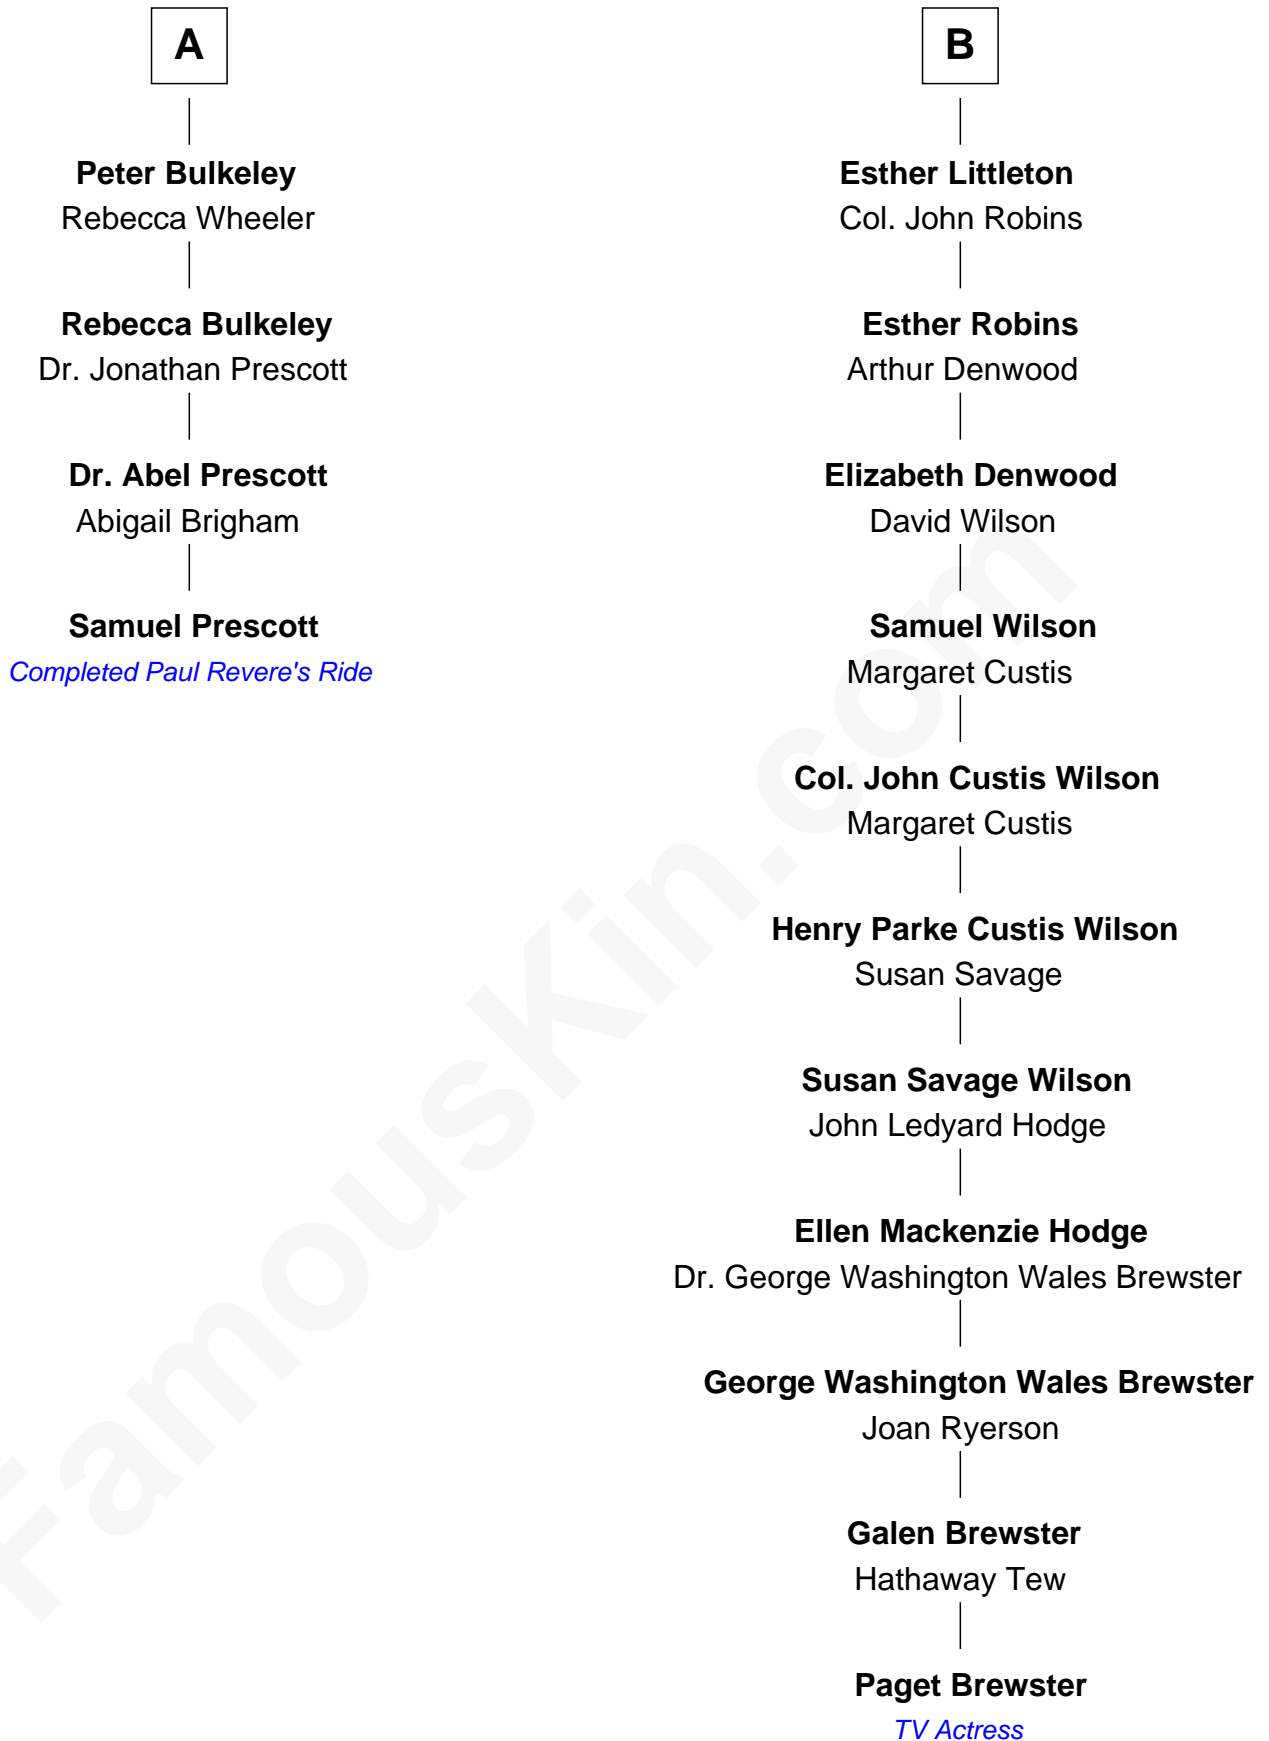 A
Peter Bulkeley
Rebecca Wheeler
Rebecca Bulkeley
Dr. Jonathan Prescott
Dr. Abel Prescott
Abigail Brigham
Samuel Prescott
Completed Paul Revere's Ride
B
Esther Littleton
Col. John Robins
Esther Robins
Arthur Denwood
Elizabeth Denwood
David Wilson
Samuel Wilson
Margaret Custis
Col. John Custis Wilson
Margaret Custis
Henry Parke Custis Wilson
Susan Savage
Susan Savage Wilson
John Ledyard Hodge
Ellen Mackenzie Hodge
Dr. George Washington Wales Brewster
George Washington Wales Brewster
Joan Ryerson
Galen Brewster
Hathaway Tew
Paget Brewster
TV Actress
FamousKin.com